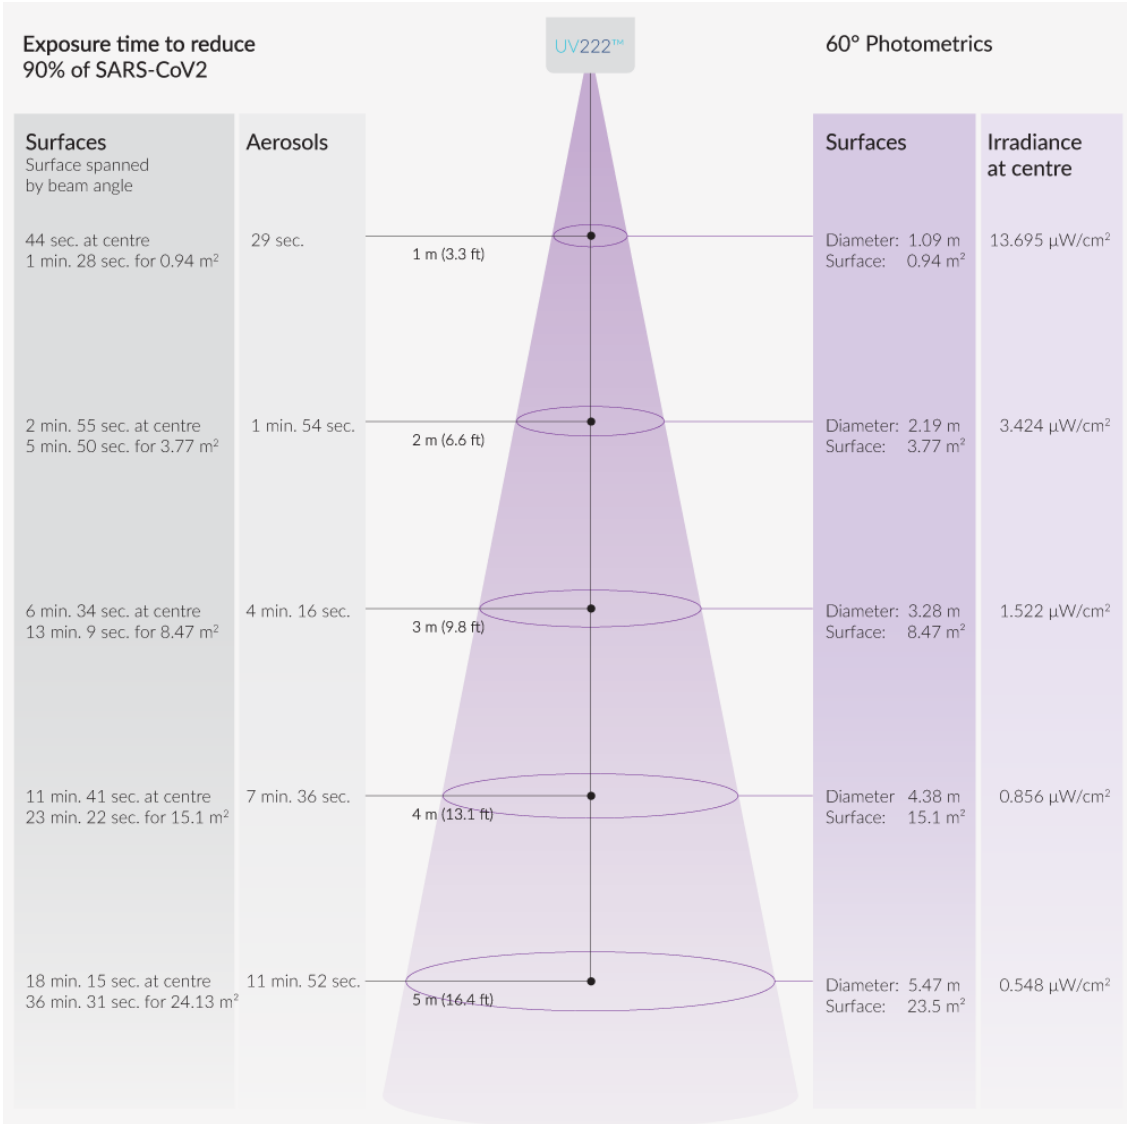 Exposure time to reduce
90% of SARS-CoV2
UV222™
60° Photometrics
Surfaces
Surface spanned
by beam angle
Aerosols
Surfaces
Irradiance
at centre
44 sec. at centre
1 min. 28 sec. for 0.94 m²
29 sec.
1 m (3.3 ft)
Diameter: 1.09 m
Surface: 0.94 m²
13.695 µW/cm²
2 min. 55 sec. at centre
5 min. 50 sec. for 3.77 m²
1 min. 54 sec.
2 m (6.6 ft)
Diameter: 2.19 m
Surface: 3.77 m²
3.424 µW/cm²
6 min. 34 sec. at centre
13 min. 9 sec. for 8.47 m²
4 min. 16 sec.
3 m (9.8 ft)
Diameter: 3.28 m
Surface: 8.47 m²
1.522 µW/cm²
11 min. 41 sec. at centre
23 min. 22 sec. for 15.1 m²
7 min. 36 sec.
4 m (13.1 ft)
Diameter 4.38 m
Surface: 15.1 m²
0.856 µW/cm²
18 min. 15 sec. at centre
36 min. 31 sec. for 24.13 m²
11 min. 52 sec.
5 m (16.4 ft)
Diameter: 5.47 m
Surface: 23.5 m²
0.548 µW/cm²